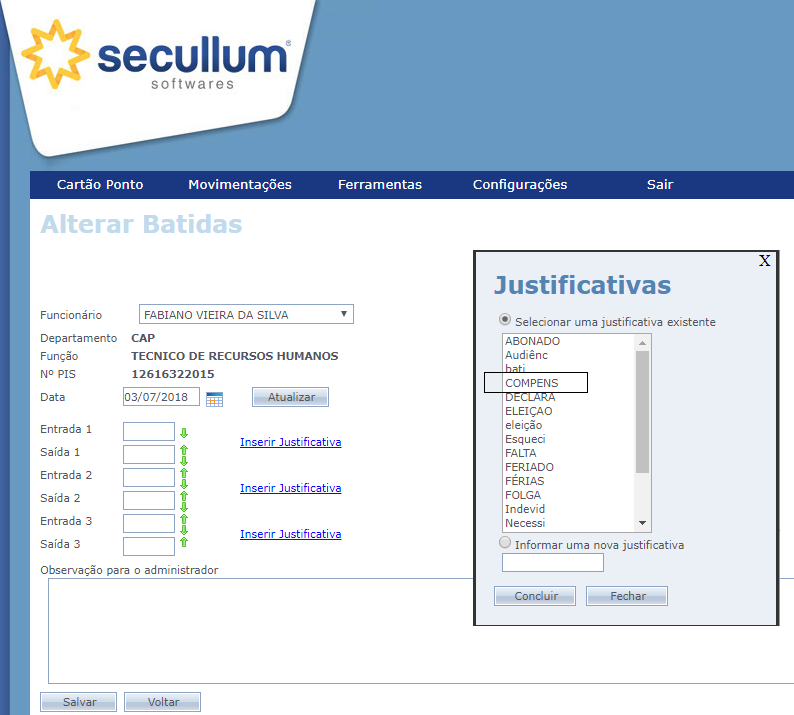 secullum®
softwares
Cartão Ponto Movimentações Ferramentas Configurações Sair
Alterar Batidas
Funcionário FABIANO VIEIRA DA SILVA
Departamento CAP
Função TECNICO DE RECURSOS HUMANOS
Nº PIS 12616322015
Data 03/07/2018 Atualizar
Entrada 1
Saída 1 Inserir Justificativa
Entrada 2
Saída 2 Inserir Justificativa
Entrada 3
Saída 3 Inserir Justificativa
Observação para o administrador
Salvar Voltar
X
Justificativas
Selecionar uma justificativa existente
ABONADO
Audiênc
bati
COMPENS
DECLARA
ELEIÇAO
eleição
Esqueci
FALTA
FERIADO
FÉRIAS
FOLGA
Indevid
Necessi
Informar uma nova justificativa
Concluir Fechar